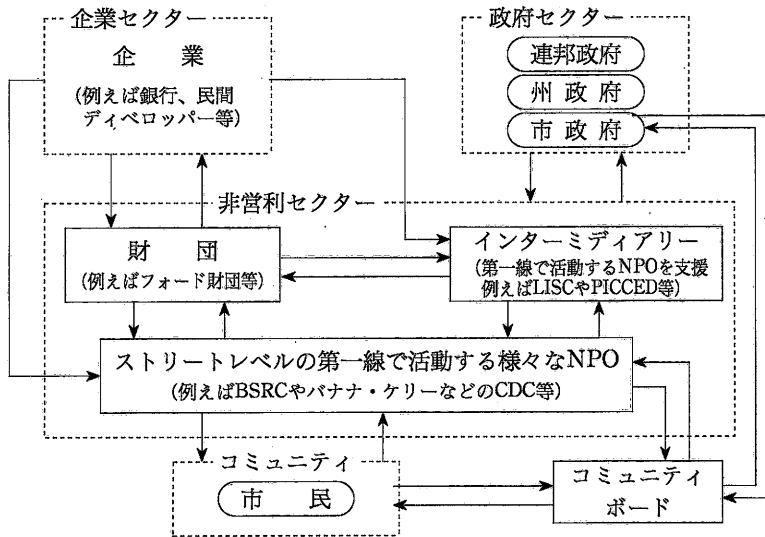 企業セクター
企　業
(例えば銀行、民間
ディベロッパー等)
政府セクター
連邦政府
州政府
市政府
非営利セクター
財　団
(例えばフォード財団等)
インターミディアリー
(第一線で活動するNPOを支援
例えばLISCやPICCED等)
ストリートレベルの第一線で活動する様々なNPO
(例えばBSRCやバナナ・ケリーなどのCDC等)
コミュニティ
市　民
コミュニティ
ボード